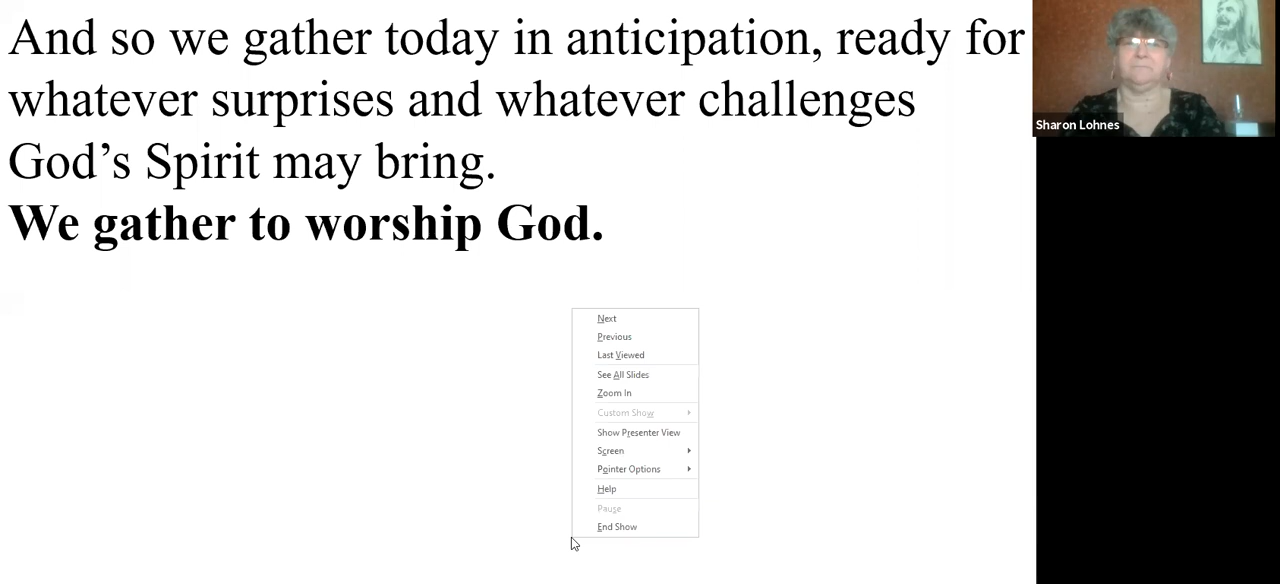 And so we gather today in anticipation, ready for
whatever surprises and whatever challenges
God’s Spirit may bring.
We gather to worship God.
Sharon Lohnes
Next
Previous
Last Viewed
See All Slides
Zoom In
Custom Show
Show Presenter View
Screen
Pointer Options
Help
Pause
End Show